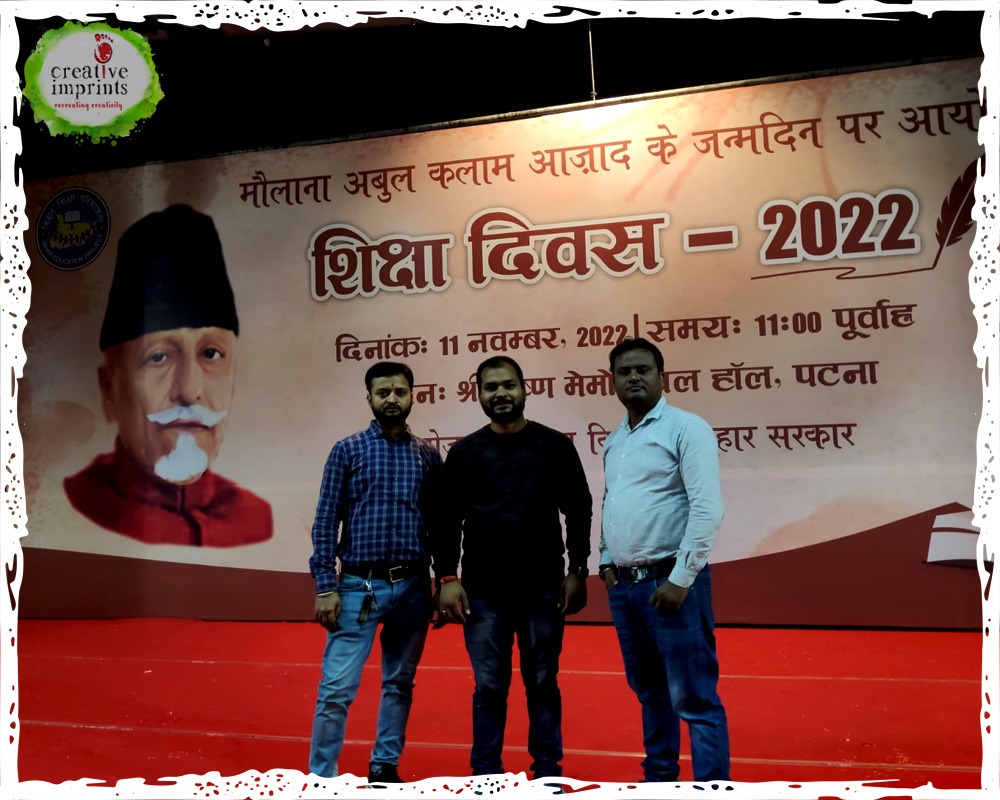 creative
imprints
recreating creativity
मौलाना अबुल कलाम आज़ाद के जन्मदिन पर
शिक्षा दिवस – 2022
दिनांकः 11 नवम्बर, 2022 | समयः 11:00 पूर्वाह्न
हॉल, पटना
सरकार